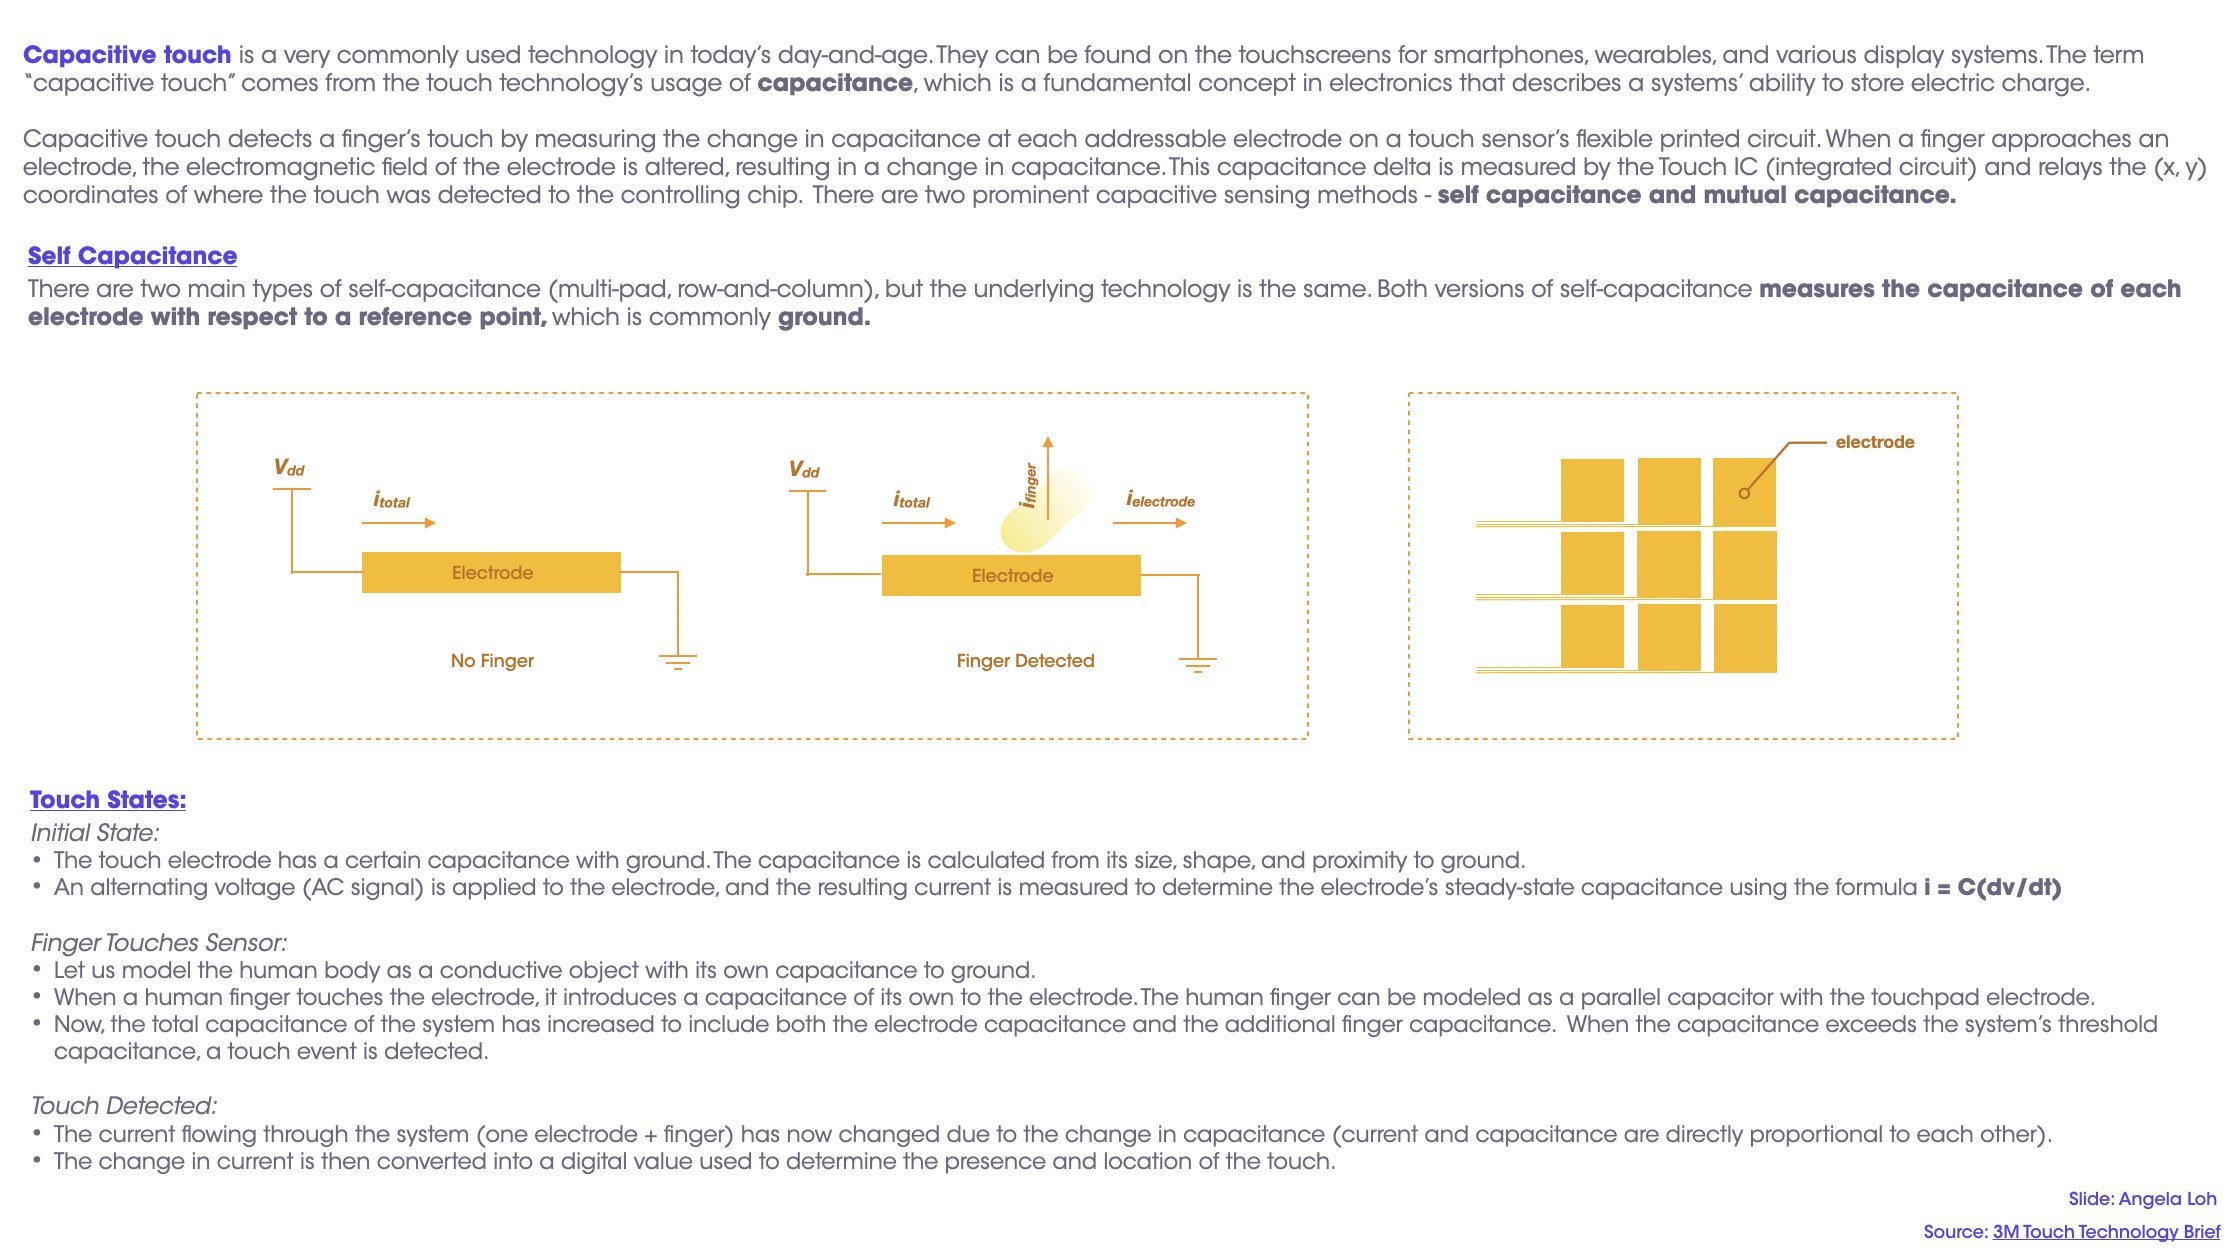 Capacitive touch is a very commonly used technology in today's day-and-age. They can be found on the touchscreens for smartphones, wearables, and various display systems. The term
“capacitive touch“ comes from the touch technology's usage of capacitance, which is a fundamental concept in electronics that describes a systems' ability to store electric charge.
Capacitive touch detects a finger's touch by measuring the change in capacitance at each addressable electrode on a touch sensor's flexible printed circuit. When a finger approaches an
electrode, the electromagnetic field of the electrode is altered, resulting in a change in capacitance. This capacitance delta is measured by the Touch IC (integrated circuit) and relays the (x, y)
coordinates of where the touch was detected to the controlling chip. There are two prominent capacitive sensing methods - self capacitance and mutual capacitance.
Self Capacitance
There are two main types of self-capacitance (multi-pad, row-and-column), but the underlying technology is the same. Both versions of self-capacitance measures the capacitance of each
electrode with respect to a reference point, which is commonly ground.
Vdd
itotal
Electrode
No Finger
Vdd
itotal
ifinger
ielectrode
Electrode
Finger Detected
electrode
Touch States:
Initial State:
• The touch electrode has a certain capacitance with ground. The capacitance is calculated from its size, shape, and proximity to ground.
• An alternating voltage (AC signal) is applied to the electrode, and the resulting current is measured to determine the electrode's steady-state capacitance using the formula i = C(dv/dt)
Finger Touches Sensor:
• Let us model the human body as a conductive object with its own capacitance to ground.
• When a human finger touches the electrode, it introduces a capacitance of its own to the electrode. The human finger can be modeled as a parallel capacitor with the touchpad electrode.
• Now, the total capacitance of the system has increased to include both the electrode capacitance and the additional finger capacitance. When the capacitance exceeds the system's threshold
capacitance, a touch event is detected.
Touch Detected:
• The current flowing through the system (one electrode + finger) has now changed due to the change in capacitance (current and capacitance are directly proportional to each other).
• The change in current is then converted into a digital value used to determine the presence and location of the touch.
Slide: Angela Loh
Source: 3M Touch Technology Brief